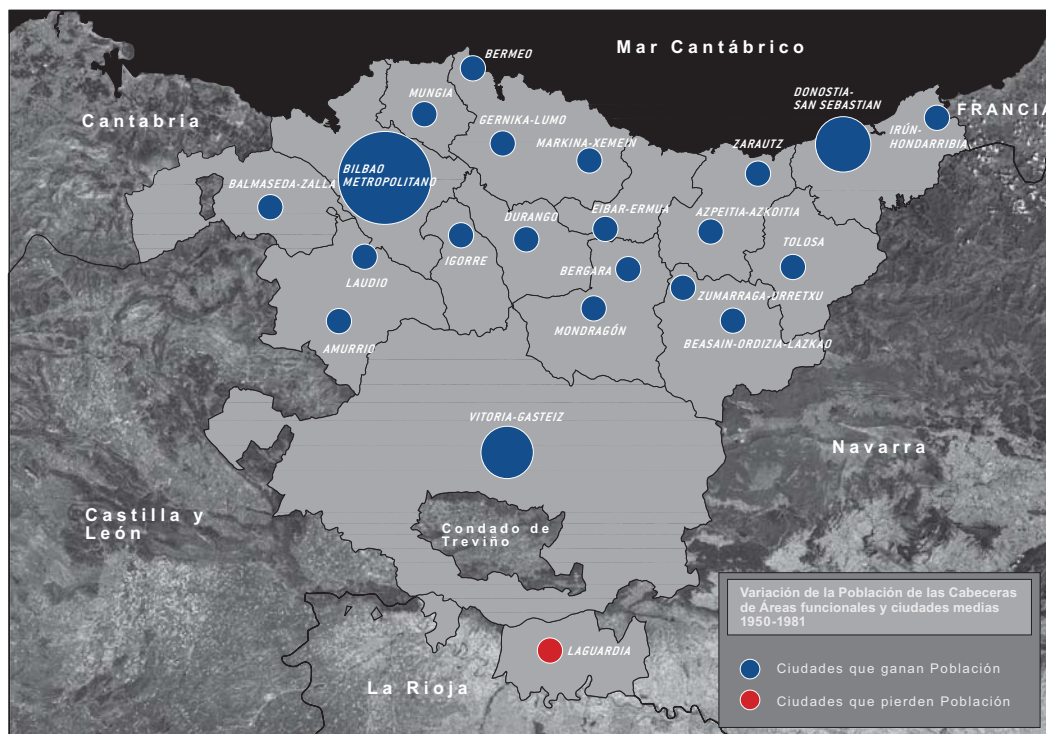 Mar Cantábrico
BERMEO
MUNGIA
DONOSTIA-
SAN SEBASTIAN
FRANCIA
Cantabria
GERNIKA-LUMO
IRÚN-
HONDARRIBIA
MARKINA-XEMEIN
ZARAUTZ
BILBAO
METROPOLITANO
BALMASEDA-ZALLA
DURANGO
EIBAR-ERMUA
AZPEITIA-AZKOITIA
TOLOSA
IGORRE
LAUDIO
BERGARA
ZUMARRAGA-URRETXU
MONDRAGÓN
AMURRIO
BEASAIN-ORDIZIA-LAZKAO
VITORIA-GASTEIZ
Navarra
Castilla y
León
Condado de
Treviño
LAGUARDIA
La Rioja
Variación de la Población de las Cabeceras
de Áreas funcionales y ciudades medias
1950-1981
Ciudades que ganan Población
Ciudades que pierden Población